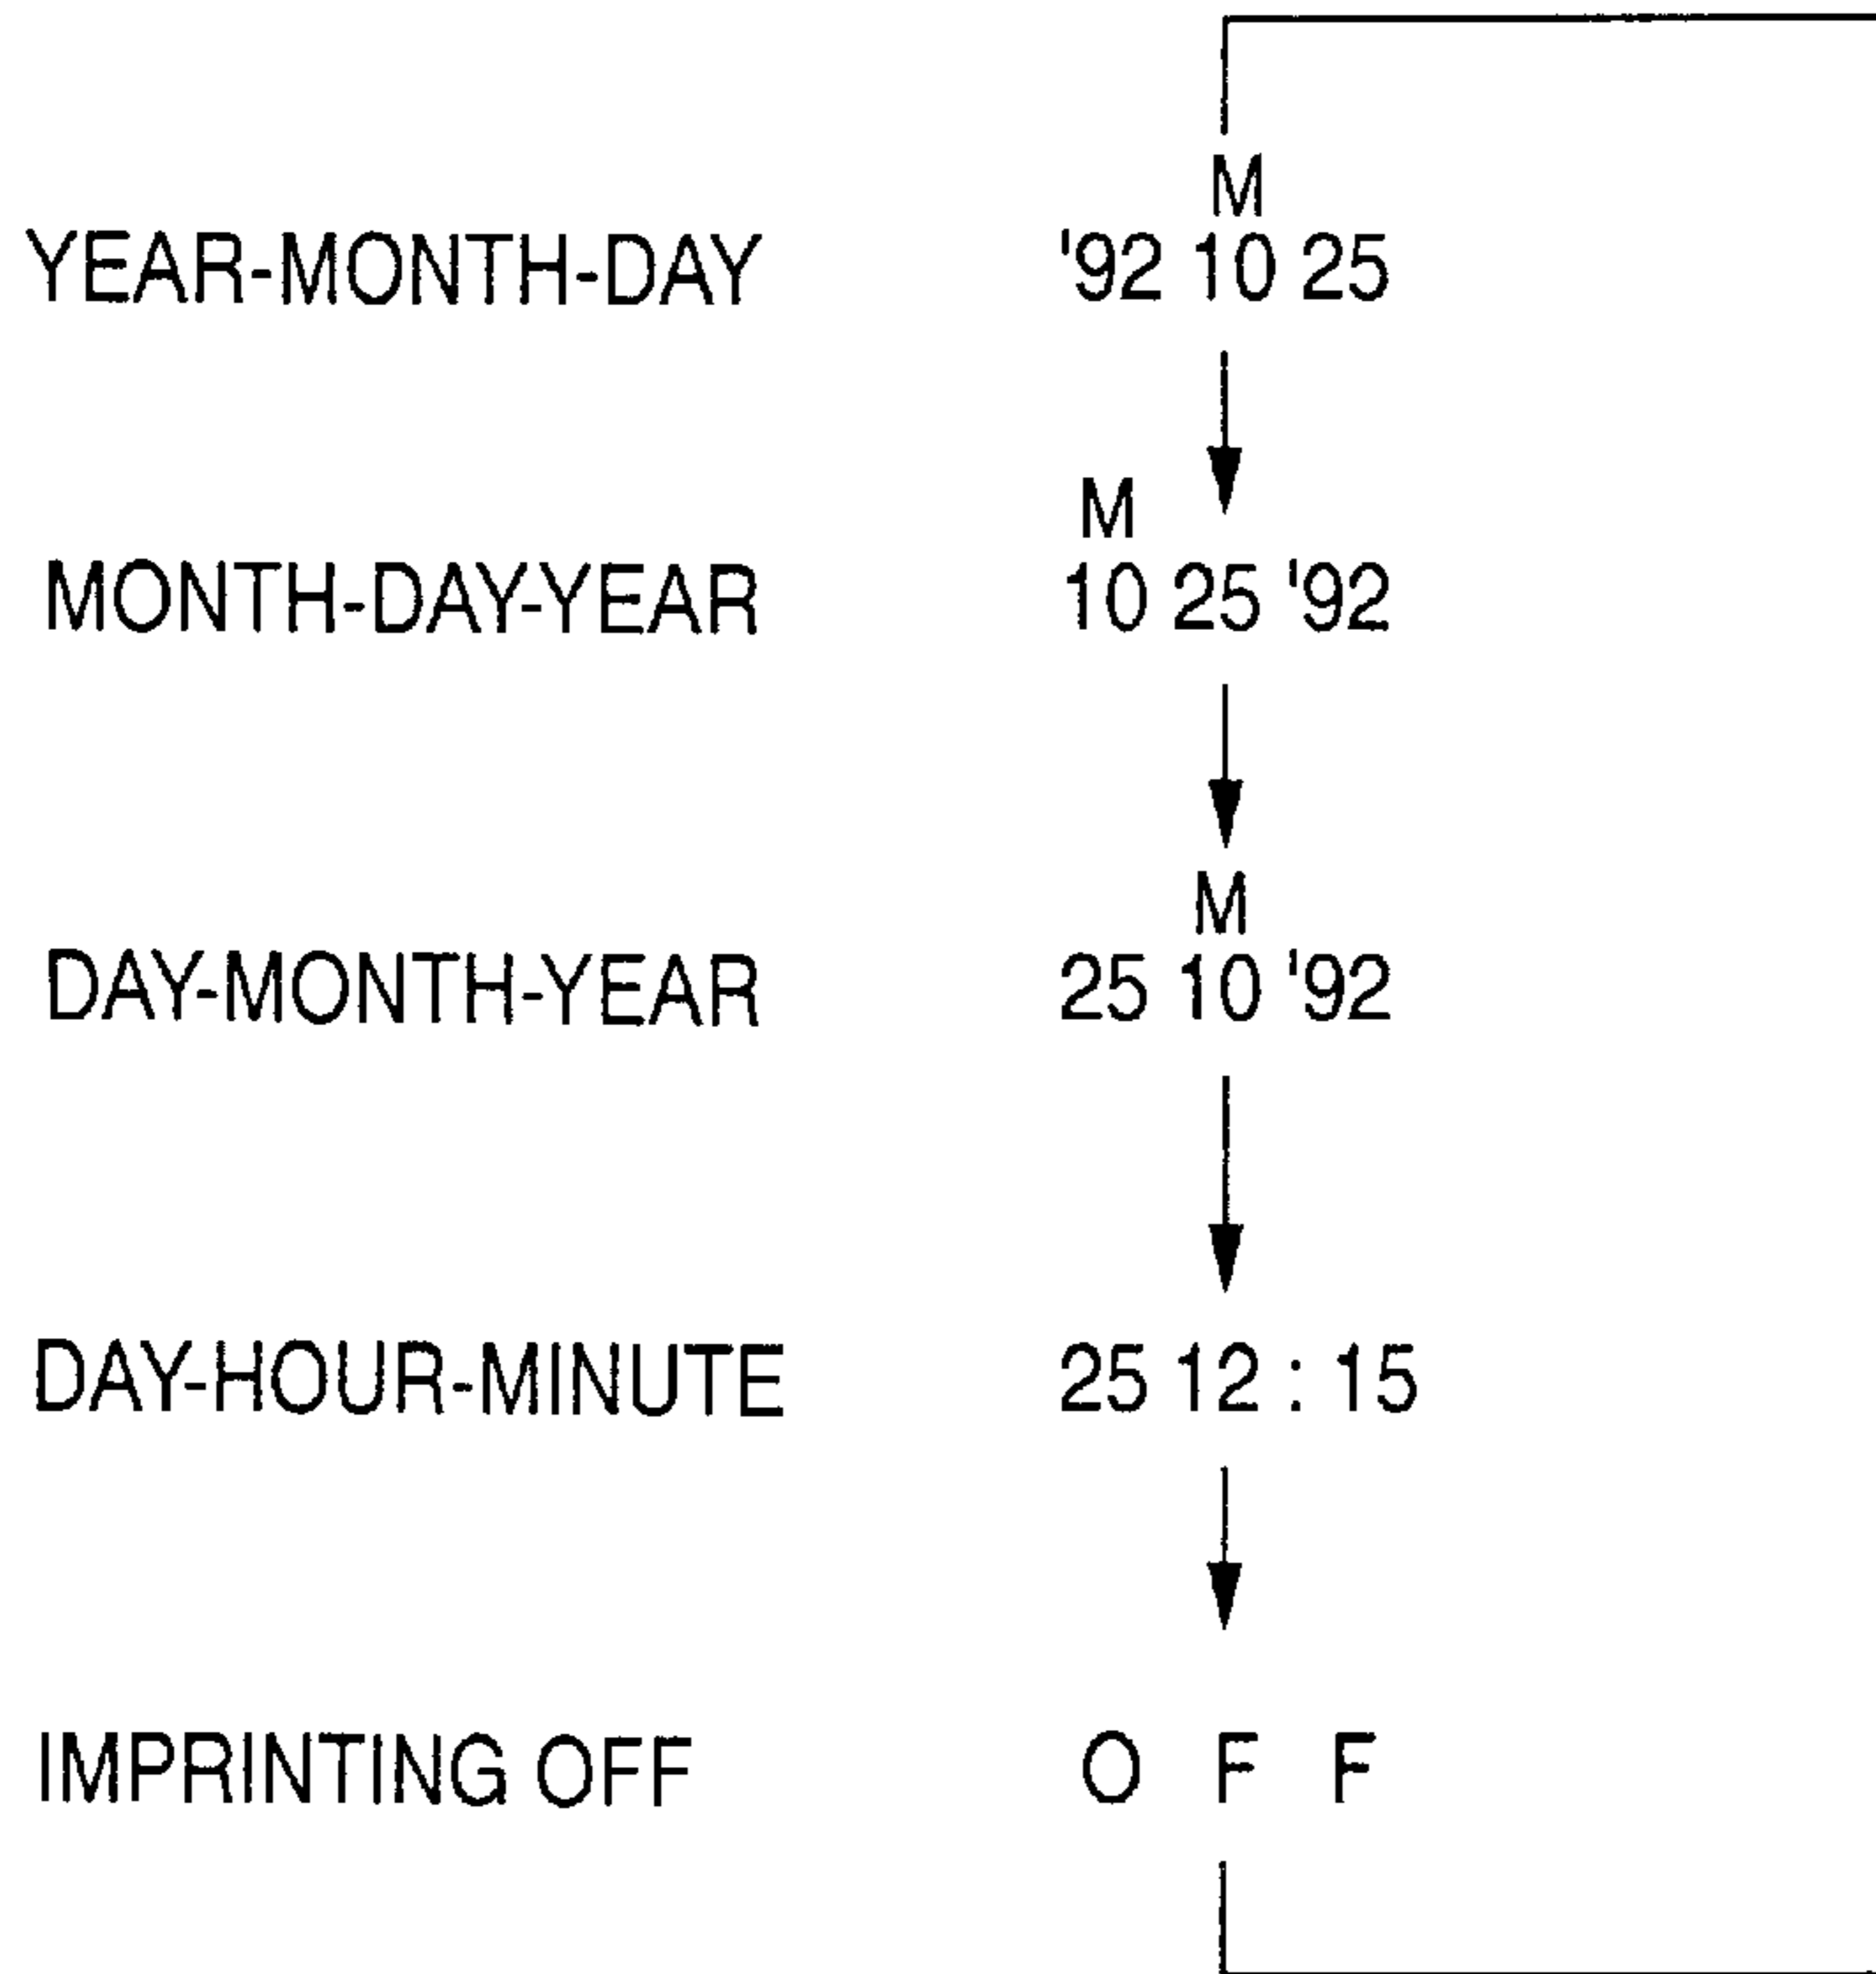 M
YEAR-MONTH-DAY '92 10 25
M
MONTH-DAY-YEAR 10 25 '92
M
DAY-MONTH-YEAR 25 10 '92
DAY-HOUR-MINUTE 25 12 : 15
IMPRINTING OFF O F F